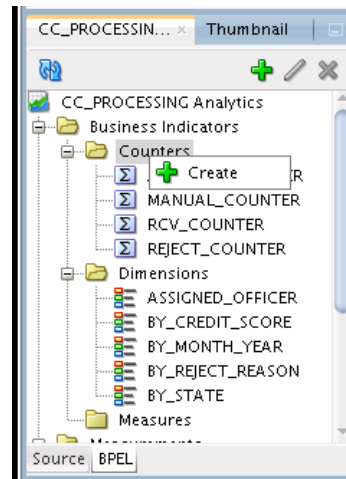 CC_PROCESSIN... × Thumbnail
CC_PROCESSING Analytics
Business Indicators
Counters
Create
MANUAL_COUNTER
RCV_COUNTER
REJECT_COUNTER
Dimensions
ASSIGNED_OFFICER
BY_CREDIT_SCORE
BY_MONTH_YEAR
BY_REJECT_REASON
BY_STATE
Measures
Source BPEL